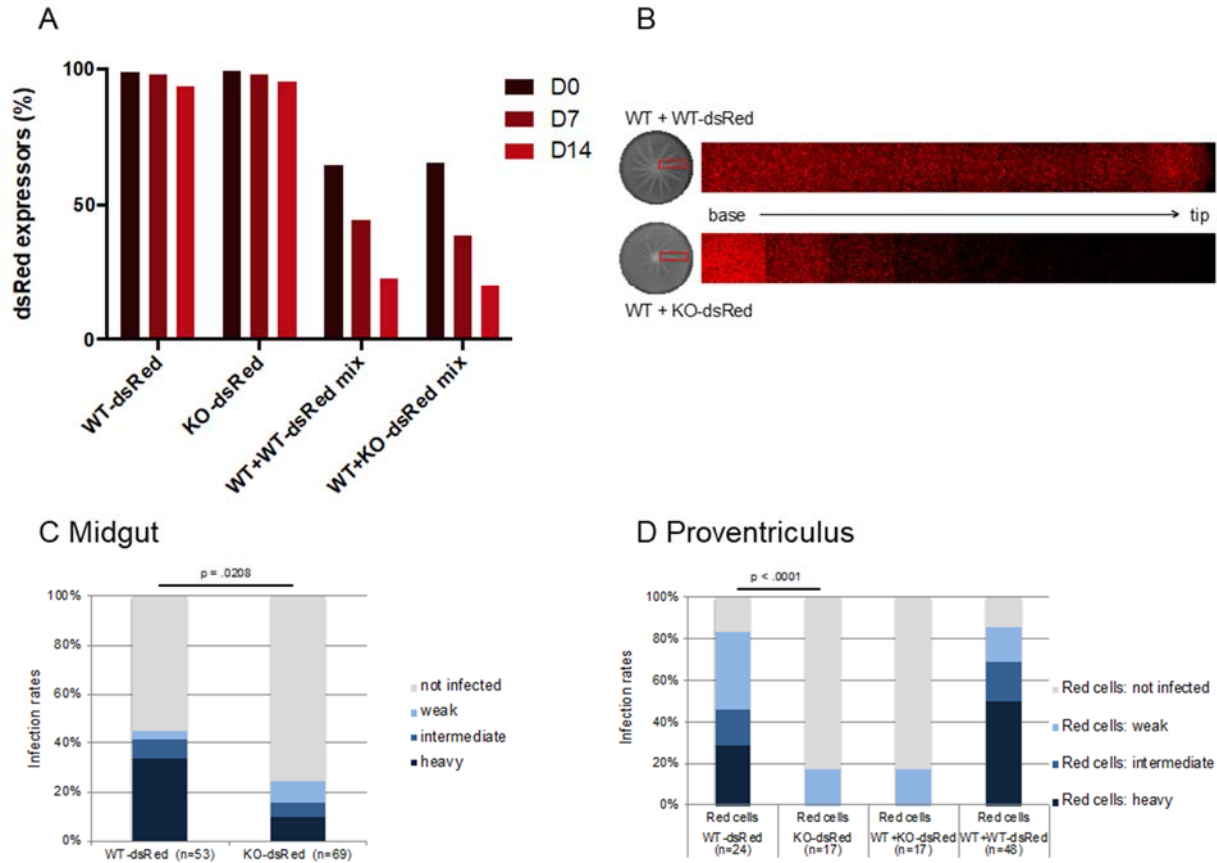 A
dsRed expressors (%)
100
50
0
D0
D7
D14
WT-dsRed
KO-dsRed
WT+WT-dsRed mix
WT+KO-dsRed mix
B
WT + WT-dsRed
base
tip
WT + KO-dsRed
C Midgut
p = .0208
Infection rates
100%
80%
60%
40%
20%
0%
WT-dsRed (n=53)
KO-dsRed (n=69)
not infected
weak
intermediate
heavy
D Proventriculus
p < .0001
Infection rates
100%
80%
60%
40%
20%
0%
Red cells
Red cells
Red cells
Red cells
WT-dsRed
KO-dsRed
WT+KO-dsRed
WT+WT-dsRed
(n=24)
(n=17)
(n=17)
(n=48)
Red cells: not infected
Red cells: weak
Red cells: intermediate
Red cells: heavy